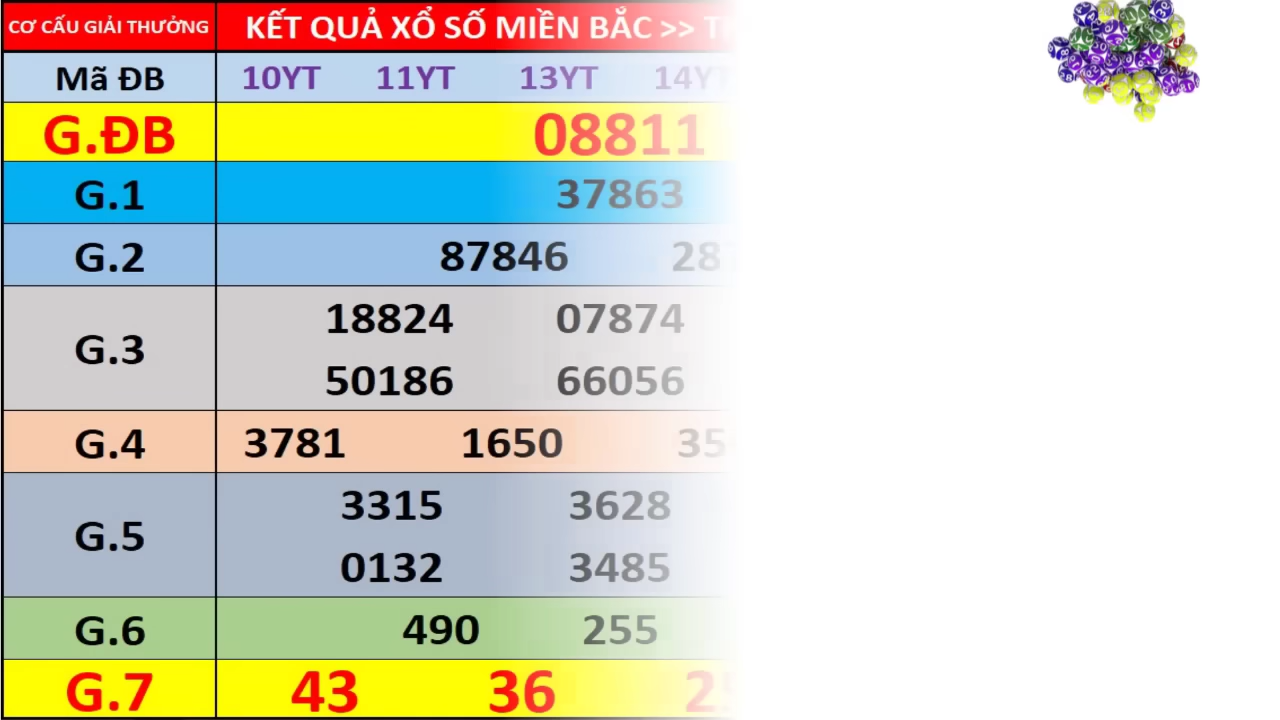 CƠ CẤU GIẢI THƯỞNG KẾT QUẢ XỔ SỐ MIỀN BẮC >>
Mã ĐB 10YT 11YT 13YT 14YT
G.ĐB 08811
G.1 37863
G.2 87846
G.3
18824 07874
50186 66056
G.4 3781 1650
G.5
3315 3628
0132 3485
G.6 490 255
G.7 43 36